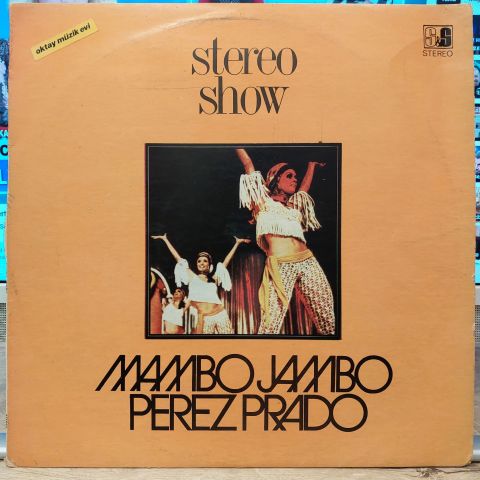 oktay müzik evi
S&S
STEREO
stereo
show
MAMBO JAMBO
PEREZ PRADO